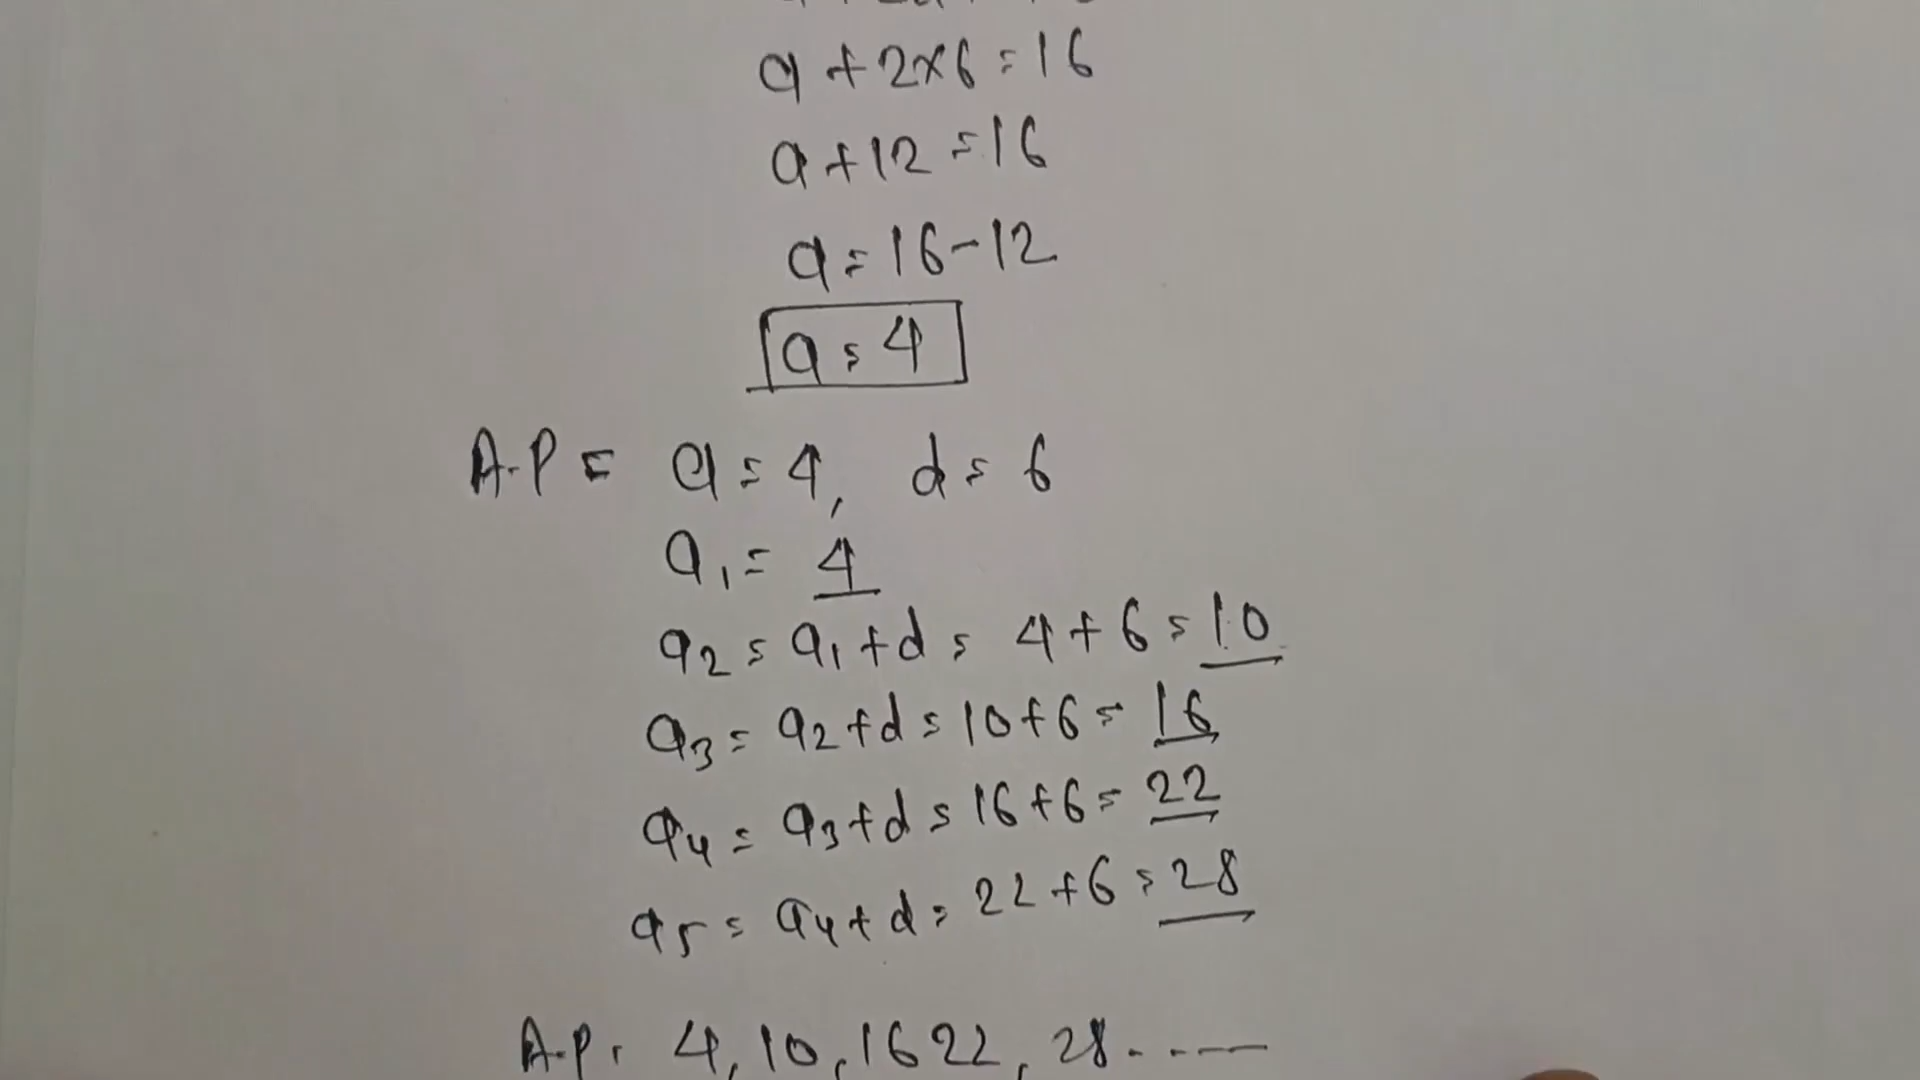 a + 2×6 = 16
a + 12 = 16
a = 16 - 12
a = 4
A.P = a = 4, d = 6
a1 = 4
a2 = a1 + d = 4 + 6 = 10
a3 = a2 + d = 10 + 6 = 16
a4 = a3 + d = 16 + 6 = 22
a5 = a4 + d = 22 + 6 = 28
A.P. 4, 10, 16 22, 28 - - - -